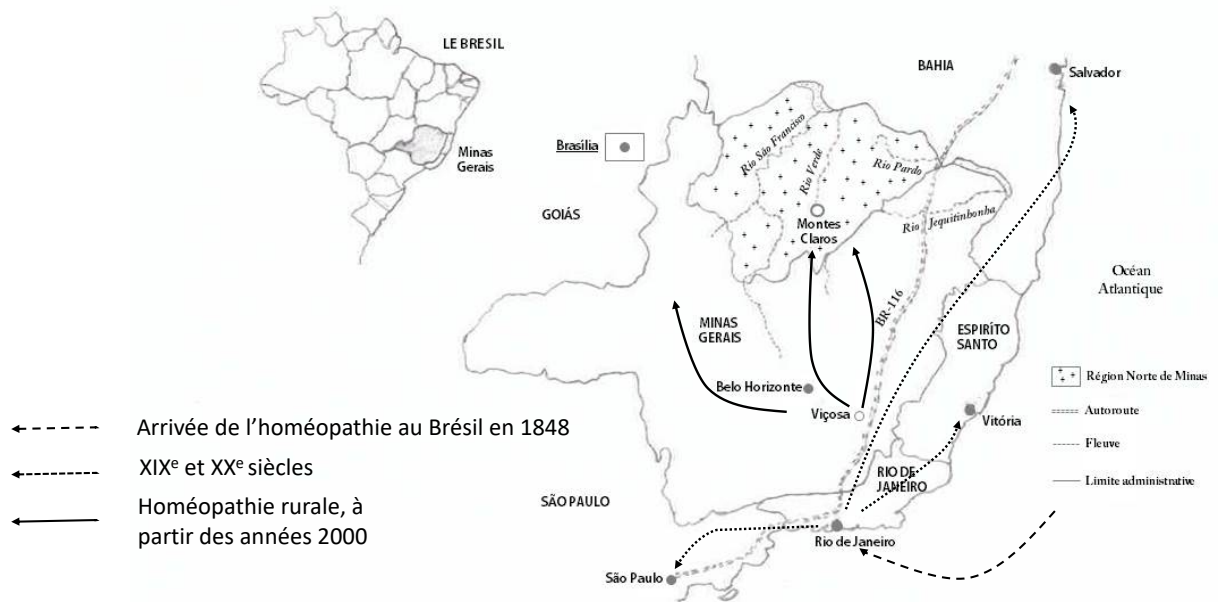 LE BRESIL
Minas
Gerais
BAHIA
Salvador
Brasília
Rio São Francisco
Rio Verde
Rio Pardo
GOIÁS
Montes
Claros
Rio Jequitinhonha
Océan
Atlantique
BR-116
MINAS
GERAIS
ESPIRÍTO
SANTO
Belo Horizonte
Viçosa
Vitória
Région Norte de Minas
Autoroute
Fleuve
Limite administrative
RIO DE
JANEIRO
SÃO PAULO
Rio de Janeiro
São Paulo
Arrivée de l’homéopathie au Brésil en 1848
XIXe et XXe siècles
Homéopathie rurale, à
partir des années 2000